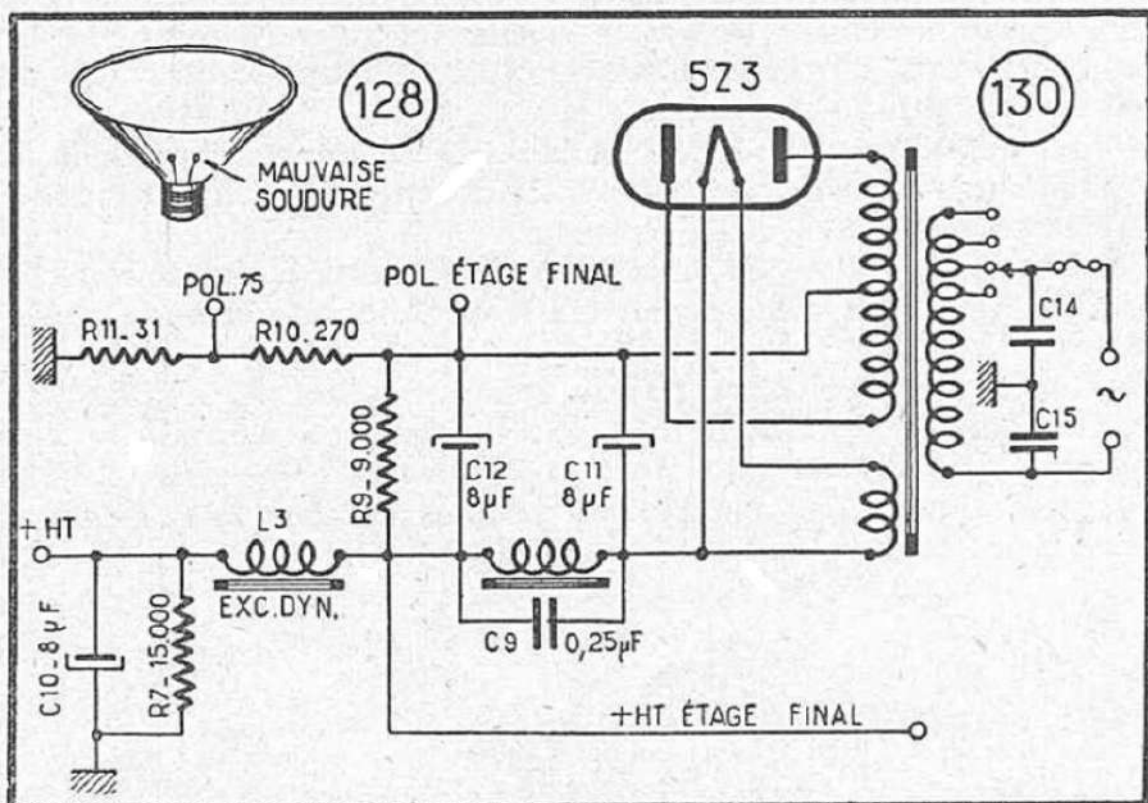 128
5Z3
130
MAUVAISE
SOUDURE
POL.75
POL ÉTAGE FINAL
R11_31
R10_270
C14
C15
R9_9.000
C12
8µF
C11
8µF
+HT
L3
EXC.DYN.
C10_8µF
R7_15.000
C9
0,25µF
+HT ÉTAGE FINAL
~